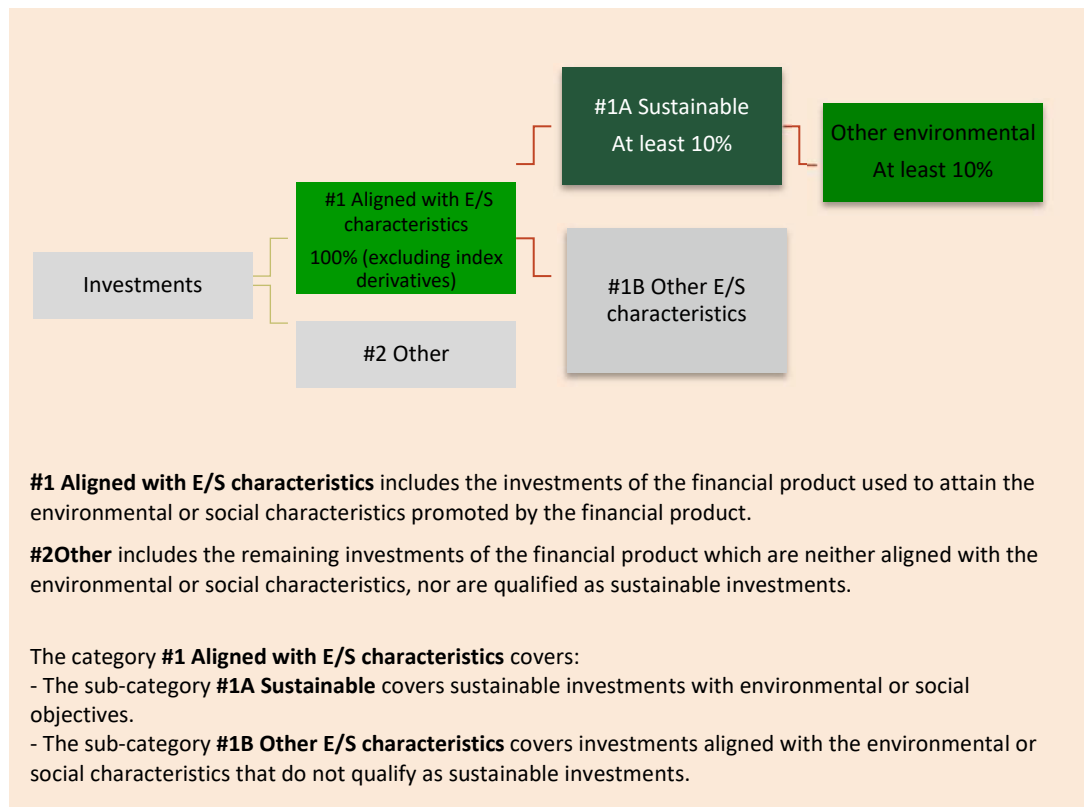 #1A Sustainable
At least 10%
Other environmental
At least 10%
#1 Aligned with E/S
characteristics
100% (excluding index
derivatives)
Investments
#1B Other E/S
characteristics
#2 Other
#1 Aligned with E/S characteristics includes the investments of the financial product used to attain the
environmental or social characteristics promoted by the financial product.
#2Other includes the remaining investments of the financial product which are neither aligned with the
environmental or social characteristics, nor are qualified as sustainable investments.
The category #1 Aligned with E/S characteristics covers:
- The sub-category #1A Sustainable covers sustainable investments with environmental or social
objectives.
- The sub-category #1B Other E/S characteristics covers investments aligned with the environmental or
social characteristics that do not qualify as sustainable investments.